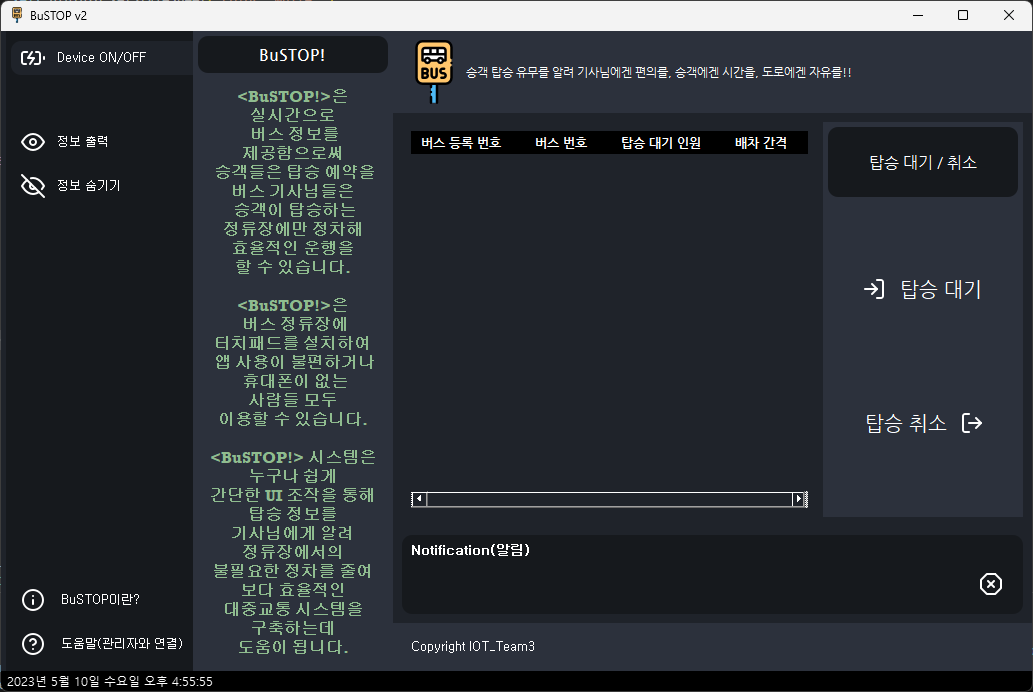 BuSTOP v2
Device ON/OFF
정보 출력
정보 숨기기
BuSTOP이란?
도움말(관리자와 연결)
BuSTOP!
<BuSTOP!>은
실시간으로
버스 정보를
제공함으로써
승객들은 탑승 예약을
버스 기사님들은
승객이 탑승하는
정류장에만 정차해
효율적인 운행을
할 수 있습니다.
<BuSTOP!>은
버스 정류장에
터치패드를 설치하여
앱 사용이 불편하거나
휴대폰이 없는
사람들 모두
이용할 수 있습니다.
<BuSTOP!> 시스템은
누구나 쉽게
간단한 UI 조작을 통해
탑승 정보를
기사님에게 알려
정류장에서의
불필요한 정차를 줄여
보다 효율적인
대중교통 시스템을
구축하는데
도움이 됩니다.
BUS
승객 탑승 유무를 알려 기사님에겐 편의를, 승객에겐 시간을, 도로에겐 자유를!!
버스 등록 번호 버스 번호 탑승 대기 인원 배차 간격
탑승 대기 / 취소
탑승 대기
탑승 취소
Notification(알림)
Copyright IOT_Team3
2023년 5월 10일 수요일 오후 4:55:55